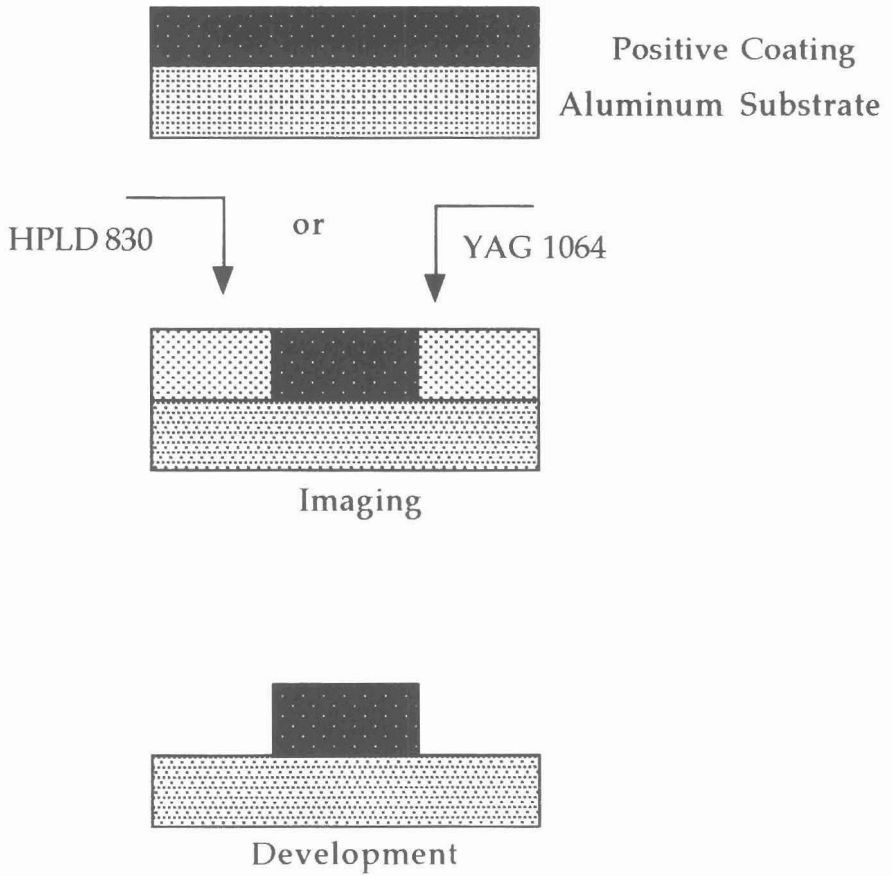 Positive Coating
Aluminum Substrate
HPLD 830
or
YAG 1064
Imaging
Development